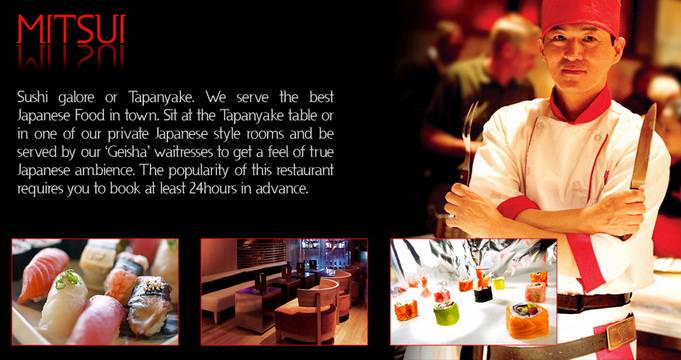 MITSUI
Sushi galore or Tapanyake. We serve the best
Japanese Food in town. Sit at the Tapanyake table or
in one of our private Japanese style rooms and be
served by our ‘Geisha’ waitresses to get a feel of true
Japanese ambience. The popularity of this restaurant
requires you to book at least 24hours in advance.